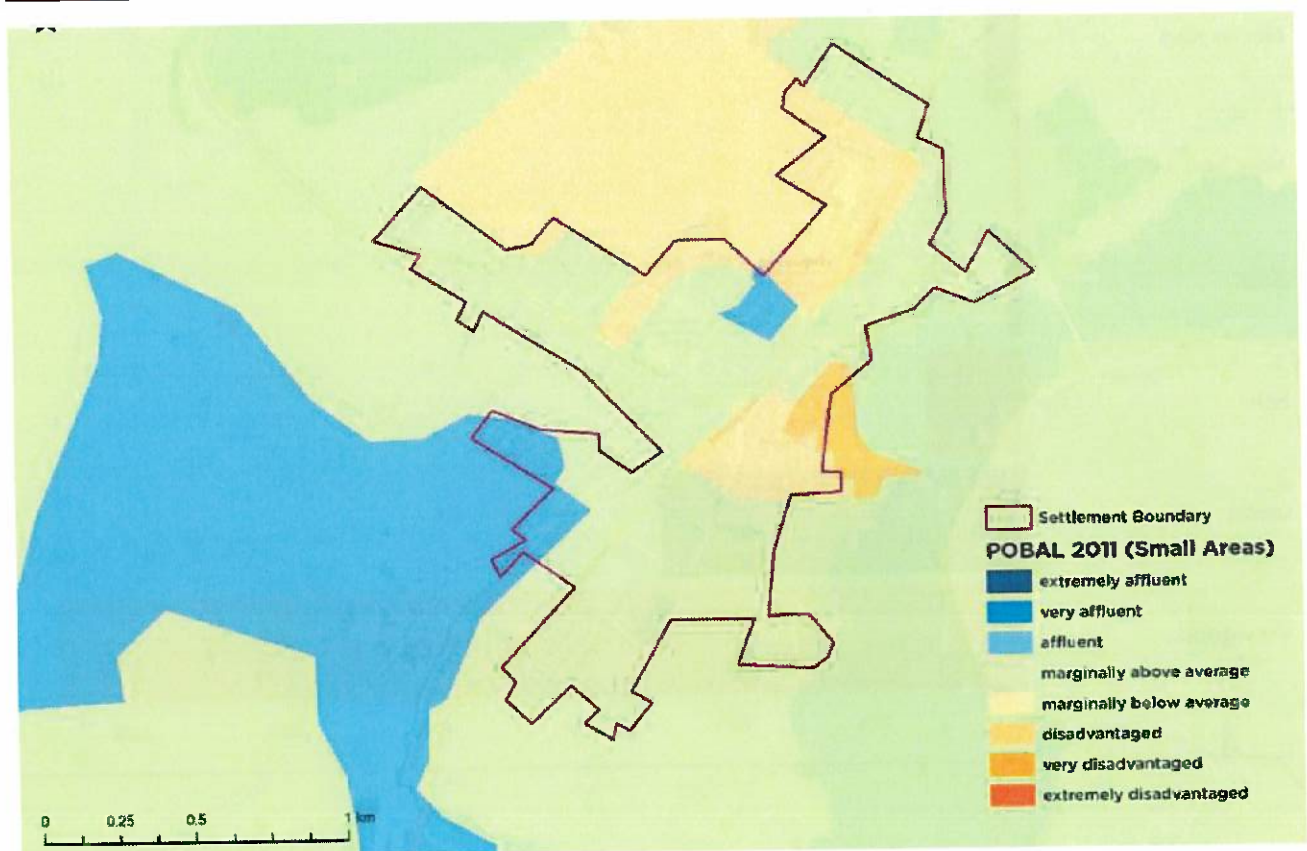 Settlement Boundary
POBAL 2011 (Small Areas)
extremely affluent
very affluent
affluent
marginally above average
marginally below average
disadvantaged
very disadvantaged
extremely disadvantaged
0 0.25 0.5 1 km